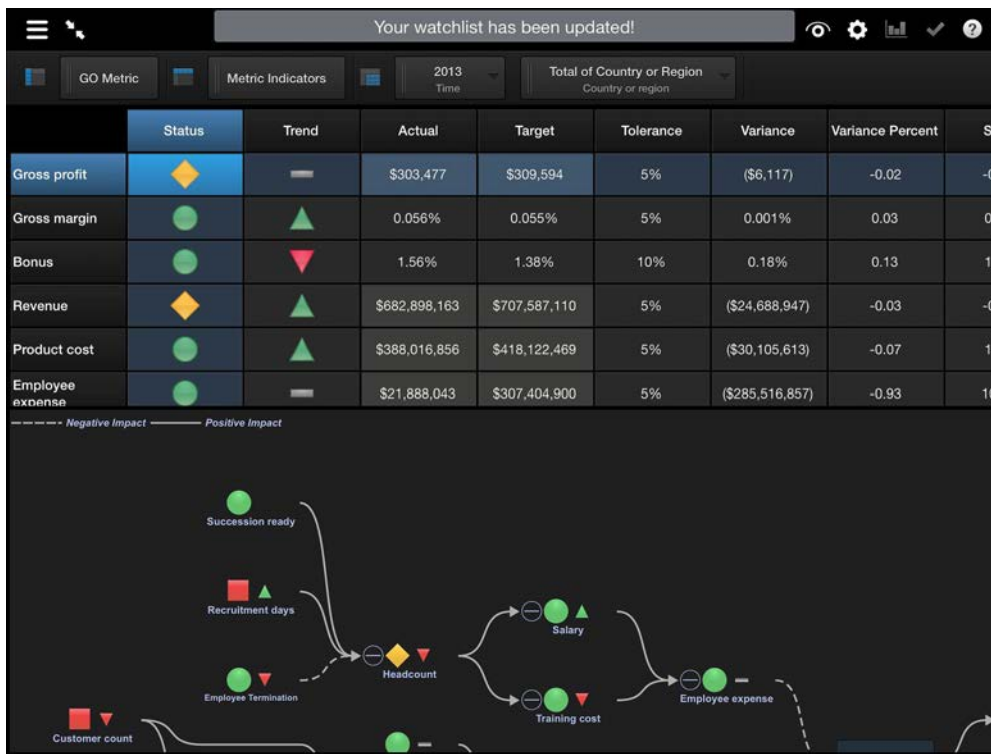 Your watchlist has been updated!
GO Metric
Metric Indicators
2013
Time
Total of Country or Region
Country or region
Status Trend Actual Target Tolerance Variance Variance Percent
Gross profit $303,477 $309,594 5% ($6,117) -0.02
Gross margin 0.056% 0.055% 5% 0.001% 0.03
Bonus 1.56% 1.38% 10% 0.18% 0.13
Revenue $682,898,163 $707,587,110 5% ($24,688,947) -0.03
Product cost $388,016,856 $418,122,469 5% ($30,105,613) -0.07
Employee
expense $21,888,043 $307,404,900 5% ($285,516,857) -0.93
Negative Impact Positive Impact
Succession ready
Recruitment days
Salary
Headcount
Employee Termination
Employee expense
Training cost
Customer count